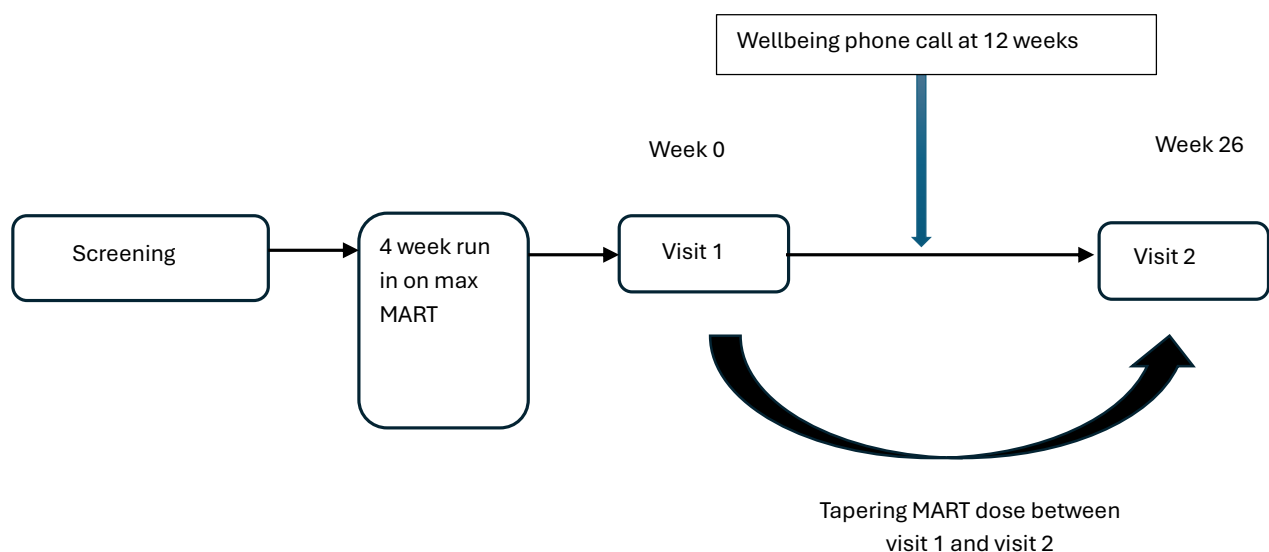 Wellbeing phone call at 12 weeks
Week 0
Week 26
Screening
4 week run
in on max
MART
Visit 1
Visit 2
Tapering MART dose between
visit 1 and visit 2